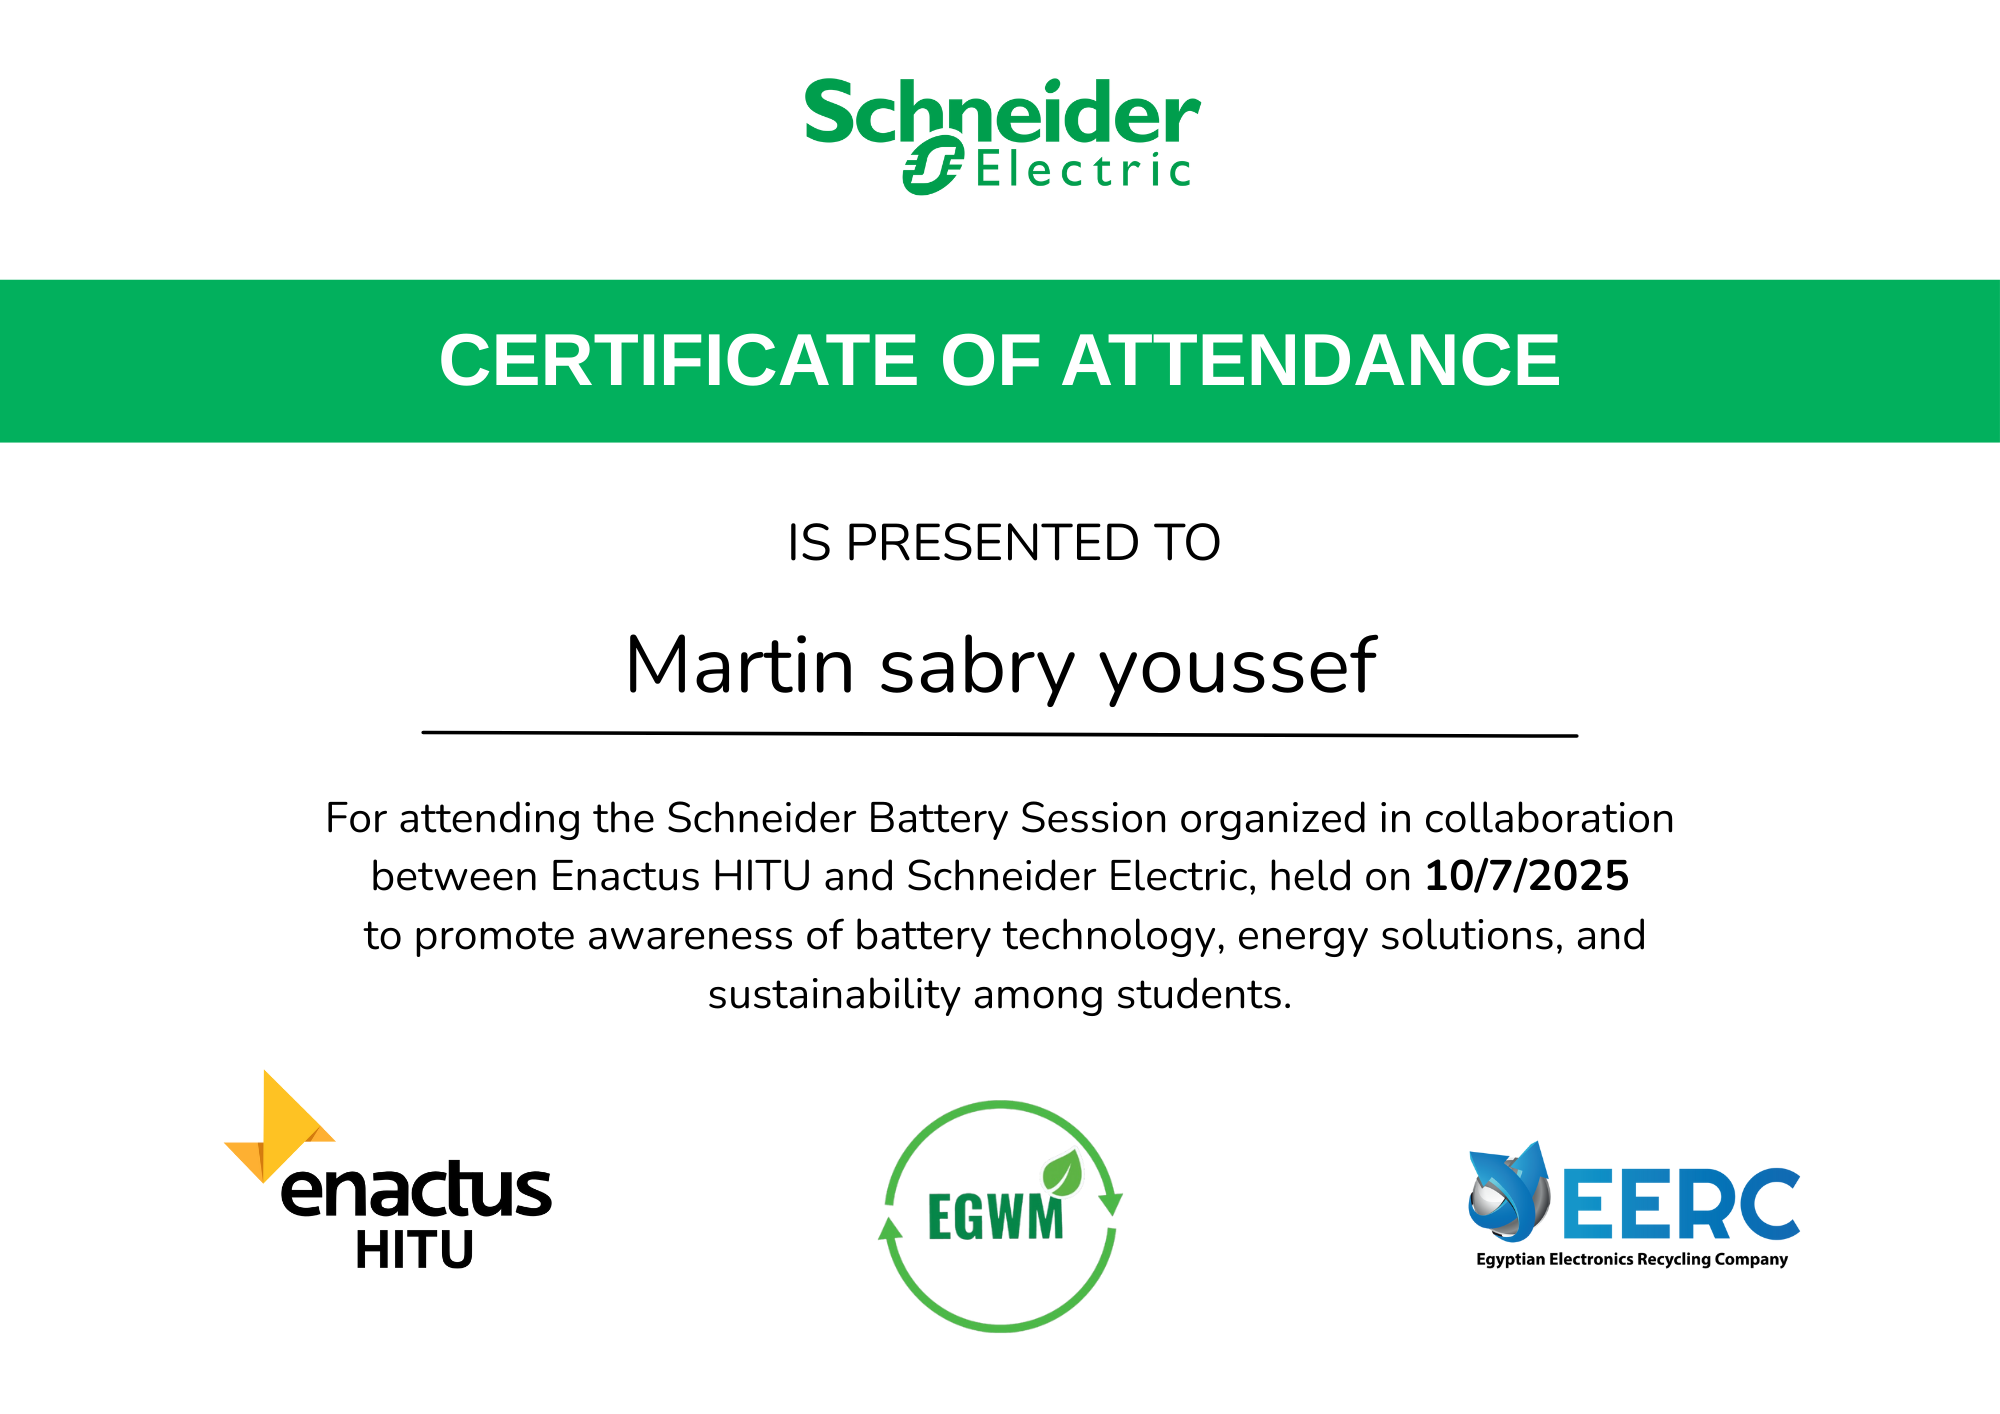 Schneider
Electric
CERTIFICATE OF ATTENDANCE
IS PRESENTED TO
Martin sabry youssef
For attending the Schneider Battery Session organized in collaboration
between Enactus HITU and Schneider Electric, held on 10/7/2025
to promote awareness of battery technology, energy solutions, and
sustainability among students.
enactus
HITU
EGWM
EERC
Egyptian Electronics Recycling Company